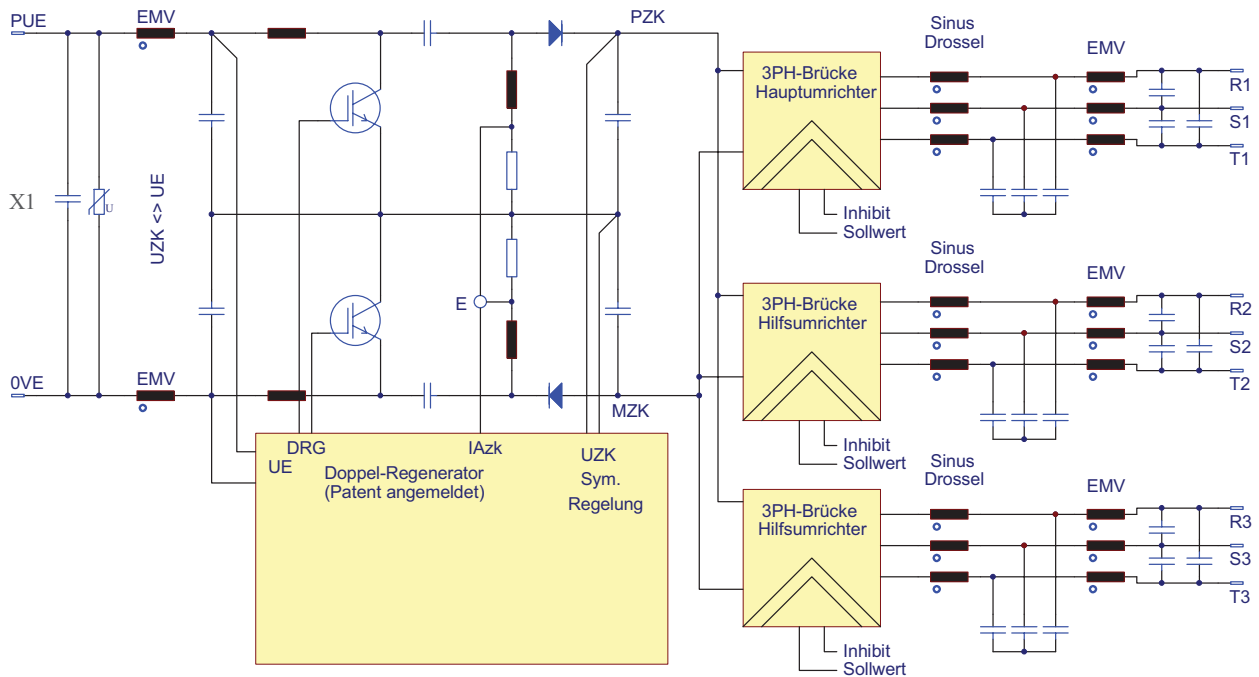 PUE
EMV
PZK
X1
U
UZK <> UE
E
0VE
EMV
MZK
UE
DRG
IAzk
UZK
Sym.
Regelung
Doppel-Regenerator
(Patent angemeldet)
3PH-Brücke
Hauptumrichter
Inhibit
Sollwert
Sinus
Drossel
EMV
R1
S1
T1
3PH-Brücke
Hilfsumrichter
Inhibit
Sollwert
Sinus
Drossel
EMV
R2
S2
T2
3PH-Brücke
Hilfsumrichter
Inhibit
Sollwert
Sinus
Drossel
EMV
R3
S3
T3